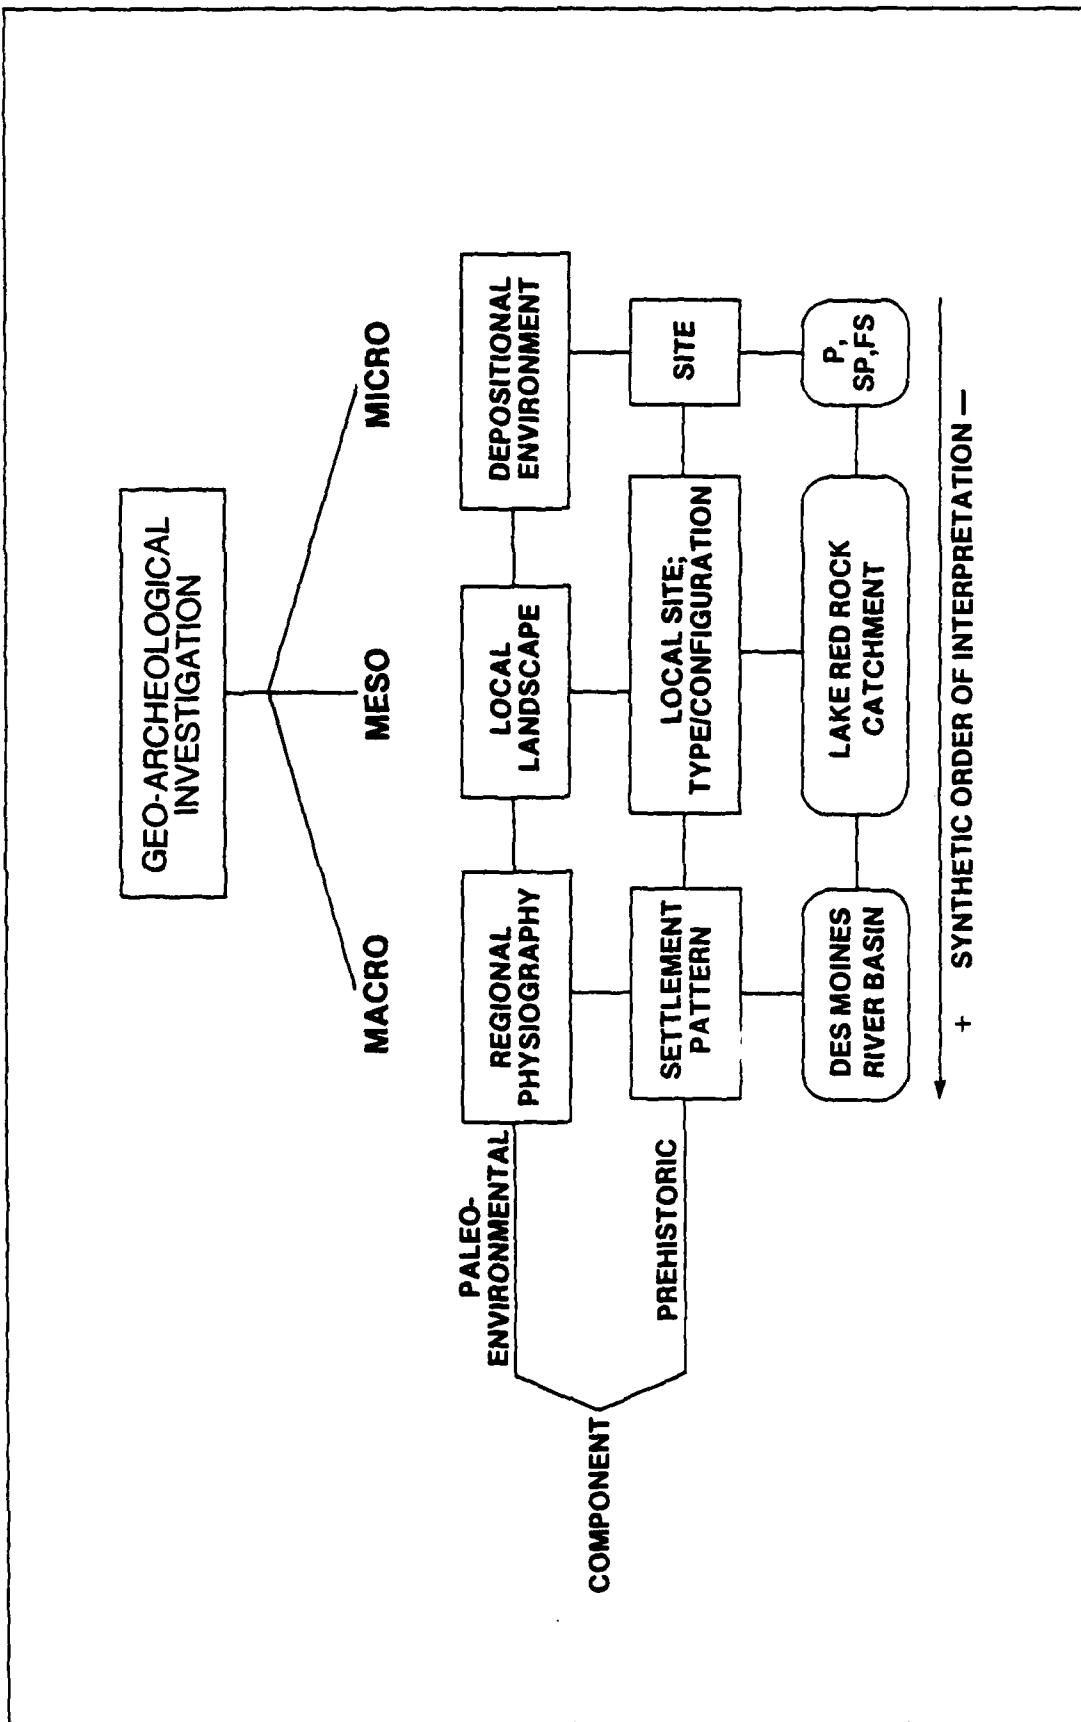 GEO-ARCHEOLOGICAL
INVESTIGATION
MACRO
MESO
MICRO
COMPONENT
PALEO-
ENVIRONMENTAL
REGIONAL
PHYSIOGRAPHY
LOCAL
LANDSCAPE
DEPOSITIONAL
ENVIRONMENT
PREHISTORIC
SETTLEMENT
PATTERN
LOCAL SITE;
TYPE/CONFIGURATION
SITE
DES MOINES
RIVER BASIN
LAKE RED ROCK
CATCHMENT
P,
SP,FS
+ SYNTHETIC ORDER OF INTERPRETATION —